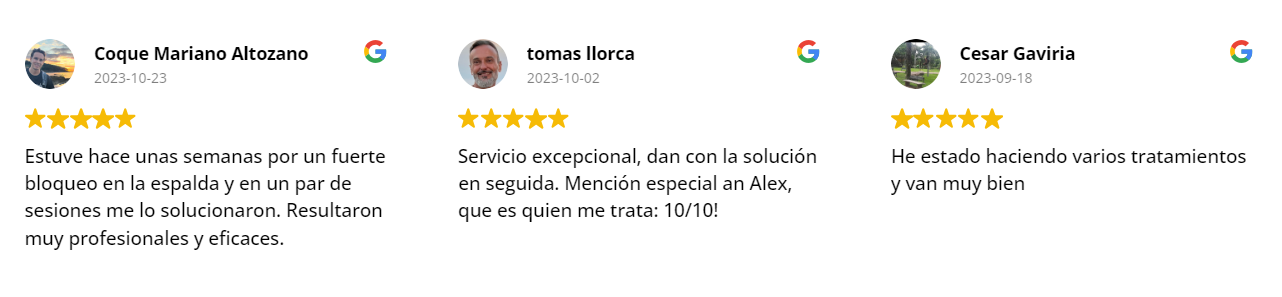 Coque Mariano Altozano
2023-10-23
Estuve hace unas semanas por un fuerte
bloqueo en la espalda y en un par de
sesiones me lo solucionaron. Resultaron
muy profesionales y eficaces.
tomas llorca
2023-10-02
Servicio excepcional, dan con la solución
en seguida. Mención especial an Alex,
que es quien me trata: 10/10!
Cesar Gaviria
2023-09-18
He estado haciendo varios tratamientos
y van muy bien